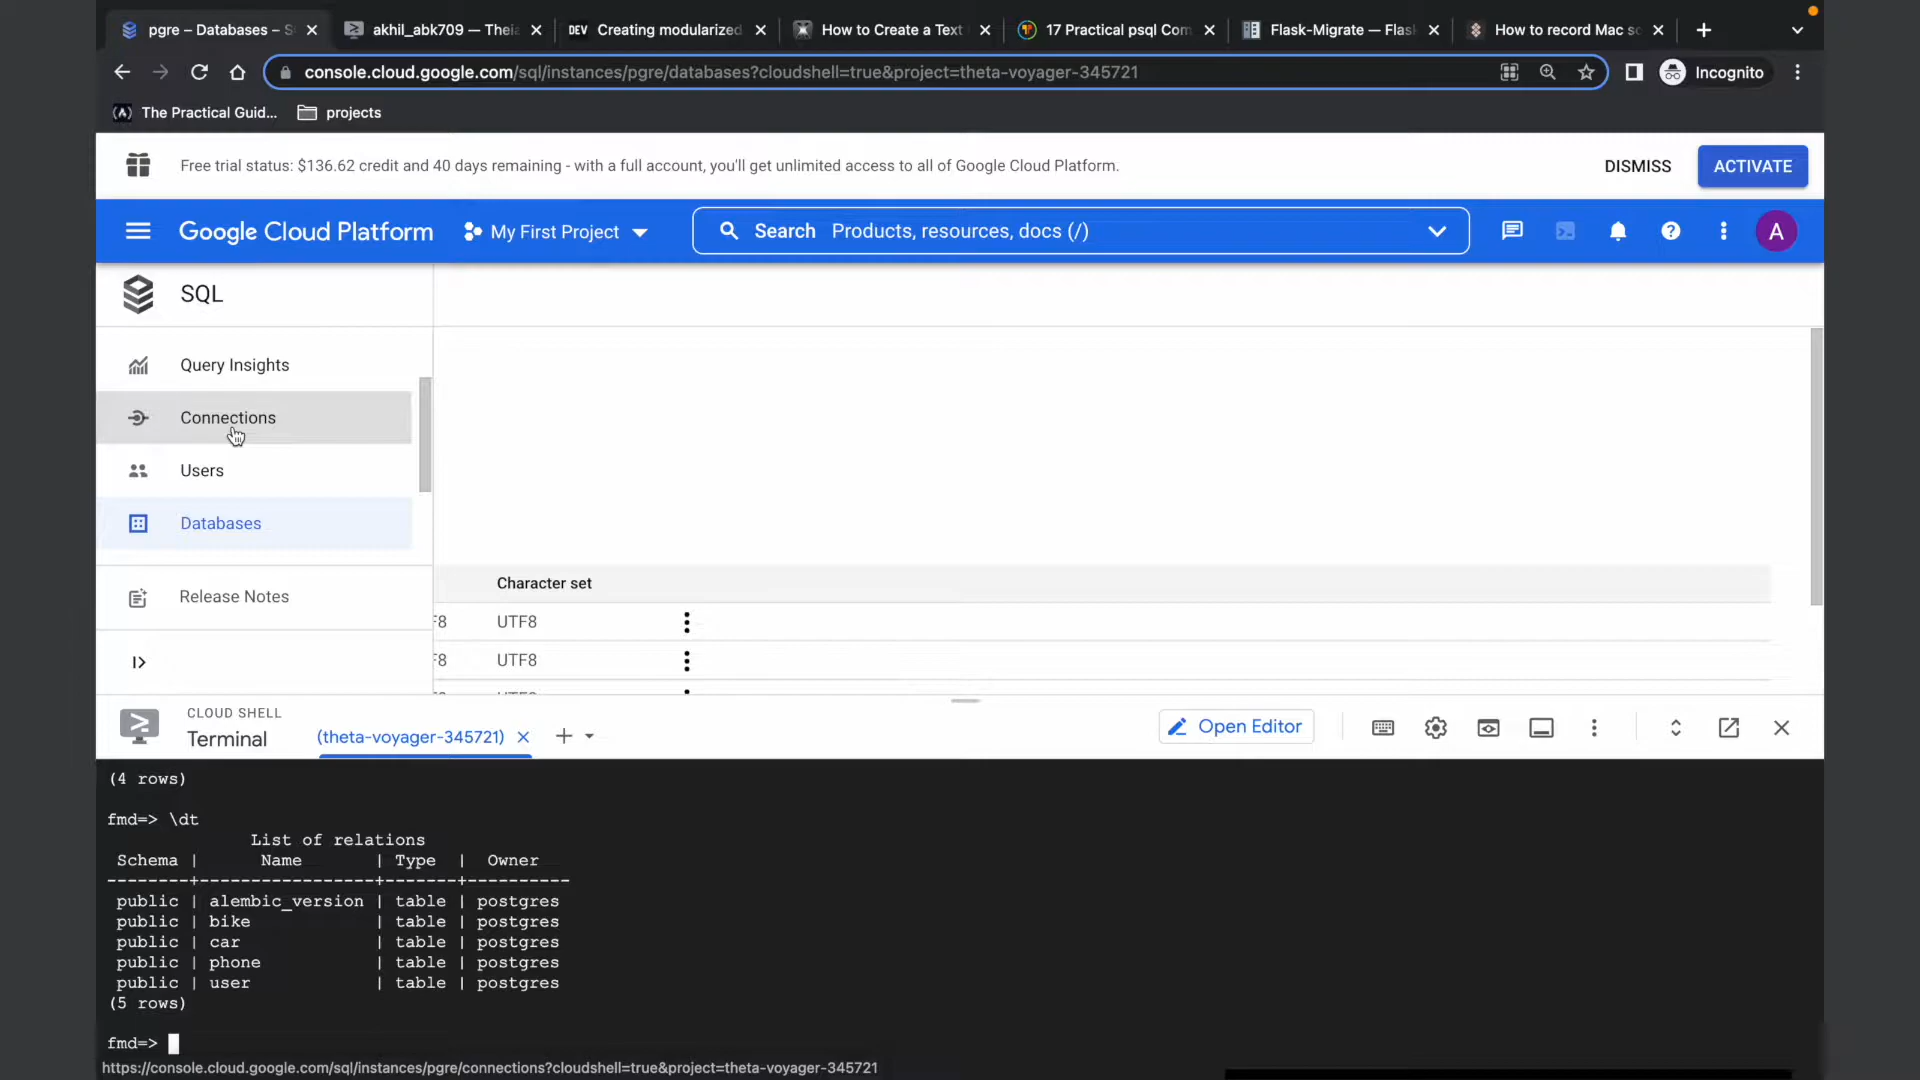 pgre – Databases – S
akhil_abk709 — Theia
DEV Creating modularized
How to Create a Text
17 Practical psql Com
Flask-Migrate — Flask
How to record Mac sc
console.cloud.google.com/sql/instances/pgre/databases?cloudshell=true&project=theta-voyager-345721
Incognito
The Practical Guid...
projects
Free trial status: $136.62 credit and 40 days remaining - with a full account, you'll get unlimited access to all of Google Cloud Platform.
DISMISS
ACTIVATE
Google Cloud Platform
My First Project
Search Products, resources, docs (/)
A
SQL
Query Insights
Connections
Users
Databases
Release Notes
Character set
F8 UTF8
F8 UTF8
CLOUD SHELL
Terminal
(theta-voyager-345721)
Open Editor
(4 rows)
fmd=> \dt
List of relations
Schema | Name | Type | Owner
--------+-----------------+-------+----------
public | alembic_version | table | postgres
public | bike | table | postgres
public | car | table | postgres
public | phone | table | postgres
public | user | table | postgres
(5 rows)
fmd=>
https://console.cloud.google.com/sql/instances/pgre/connections?cloudshell=true&project=theta-voyager-345721